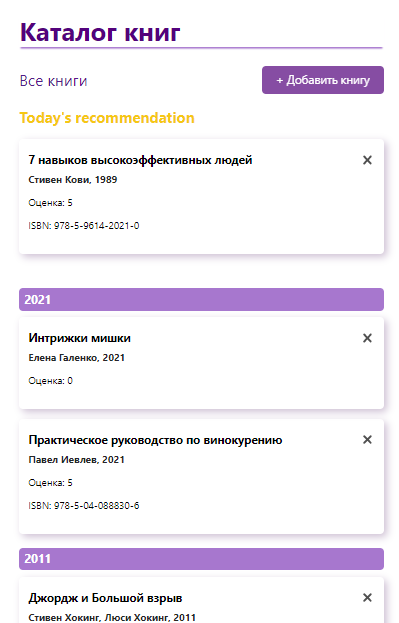 Каталог книг
Все книги
+ Добавить книгу
Today's recommendation
7 навыков высокоэффективных людей
Стивен Кови, 1989
Оценка: 5
ISBN: 978-5-9614-2021-0
2021
Интрижки мишки
Елена Галенко, 2021
Оценка: 0
Практическое руководство по винокурению
Павел Иевлев, 2021
Оценка: 5
ISBN: 978-5-04-088830-6
2011
Джордж и Большой взрыв
Стивен Хокинг, Люси Хокинг, 2011